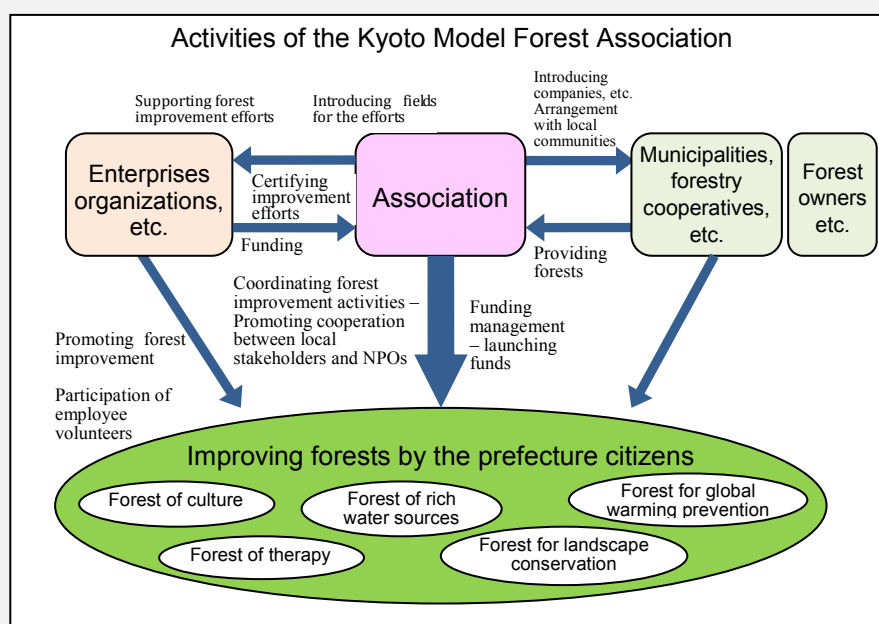 Activities of the Kyoto Model Forest Association
Supporting forest
improvement efforts
Introducing fields
for the efforts
Introducing
companies, etc.
Arrangement
with local
communities
Enterprises
organizations,
etc.
Certifying
improvement
efforts
Funding
Association
Municipalities,
forestry
cooperatives,
etc.
Forest
owners
etc.
Providing
forests
Coordinating forest
improvement activities –
Promoting cooperation
between local
stakeholders and NPOs
Funding
management
– launching
funds
Promoting forest
improvement
Participation of
employee
volunteers
Improving forests by the prefecture citizens
Forest of culture
Forest of rich
water sources
Forest for global
warming prevention
Forest of therapy
Forest for landscape
conservation